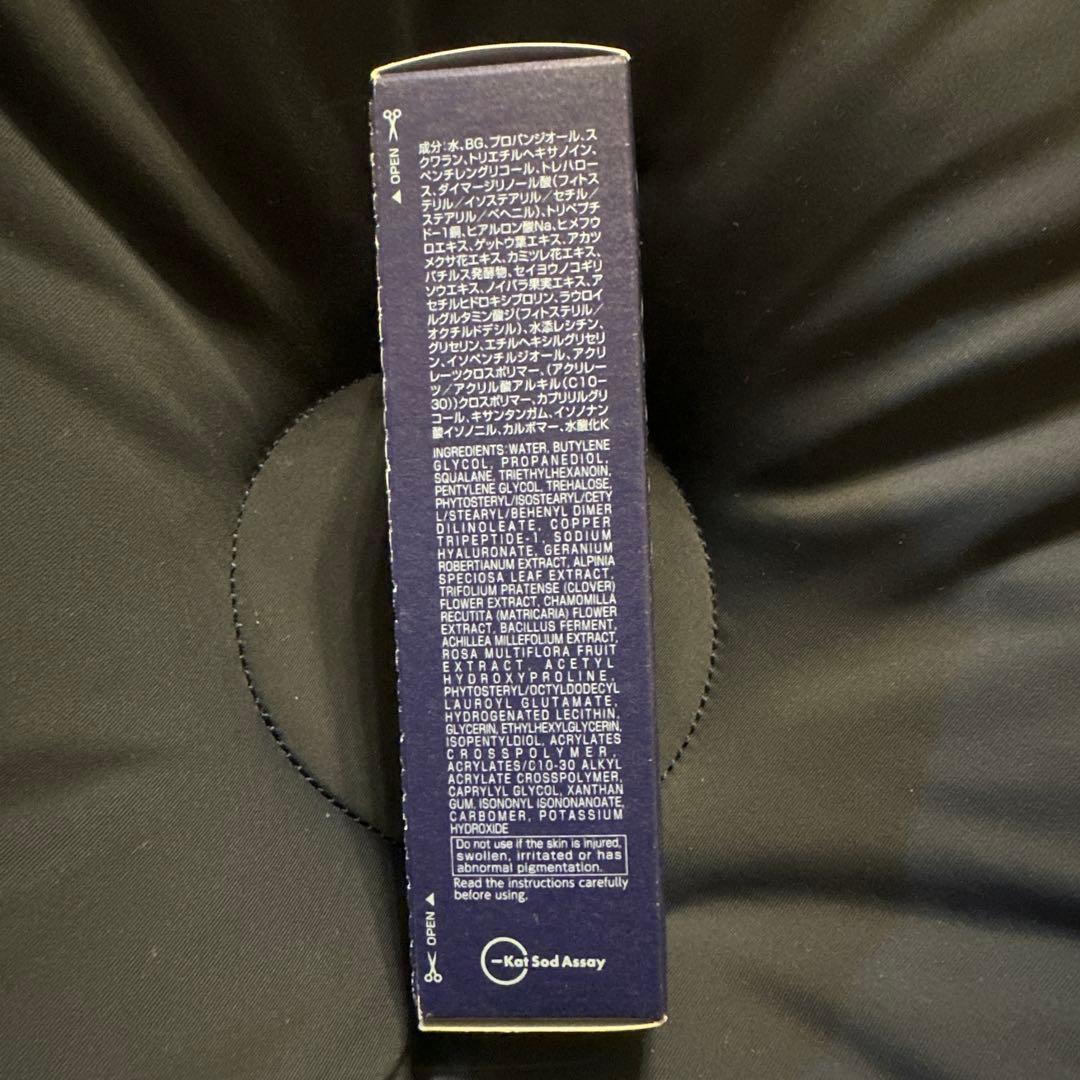 OPEN
成分:水、BG、プロパンジオール、ス
クワラン、トリエチルヘキサノイン、
ペンチレングリコール、トレハロー
ス、ダイマージリノール酸(フィトス
テリル/イソステアリル/セチル/
ステアリル/ベヘニル)、トリペプチ
ド-1銅、ヒアルロン酸Na、ヒメフウ
ロエキス、ゲットウ葉エキス、アカツ
メクサ花エキス、カミツレ花エキス、
バチルス発酵物、セイヨウノコギリ
ソウエキス、ノイバラ果実エキス、ア
セチルヒドロキシプロリン、ラウロイ
ルグルタミン酸ジ(フィトステリル/
オクチルドデシル)、水添レシチン、
グリセリン、エチルヘキシルグリセリ
ン、イソペンチルジオール、アクリ
レーツクロスポリマー、(アクリレー
ツ/アクリル酸アルキル(C10-
30))クロスポリマー、カプリリルグリ
コール、キサンタンガム、イソノナン
酸イソノニル、カルボマー、水酸化K
INGREDIENTS: WATER, BUTYLENE
GLYCOL, PROPANEDIOL,
SQUALANE, TRIETHYLHEXANOIN,
PENTYLENE GLYCOL, TREHALOSE,
PHYTOSTERYL/ISOSTEARYL/CETY
L/STEARYL/BEHENYL DIMER
DILINOLEATE, COPPER
TRIPEPTIDE-1, SODIUM
HYALURONATE, GERANIUM
ROBERTIANUM EXTRACT, ALPINIA
SPECIOSA LEAF EXTRACT,
TRIFOLIUM PRATENSE (CLOVER)
FLOWER EXTRACT, CHAMOMILLA
RECUTITA (MATRICARIA) FLOWER
EXTRACT, BACILLUS FERMENT,
ACHILLEA MILLEFOLIUM EXTRACT,
ROSA MULTIFLORA FRUIT
EXTRACT, ACETYL
HYDROXYPROLINE,
PHYTOSTERYL/OCTYLDODECYL
LAUROYL GLUTAMATE,
HYDROGENATED LECITHIN,
GLYCERIN, ETHYLHEXYLGLYCERIN,
ISOPENTYLDIOL, ACRYLATES
CROSSPOLYMER,
ACRYLATES/C10-30 ALKYL
ACRYLATE CROSSPOLYMER,
CAPRYLYL GLYCOL, XANTHAN
GUM, ISONONYL ISONONANOATE,
CARBOMER, POTASSIUM
HYDROXIDE
Do not use if the skin is injured,
swollen, irritated or has
abnormal pigmentation.
Read the instructions carefully
before using.
OPEN
-Kat Sod Assay